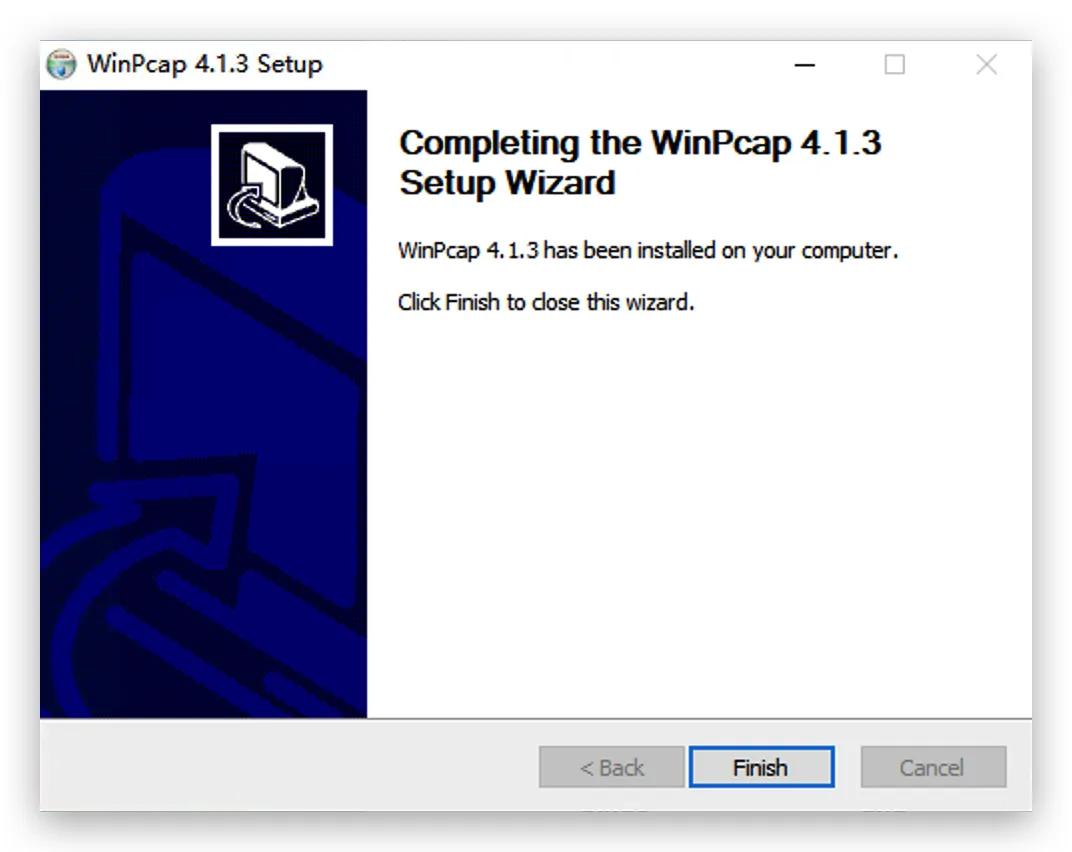 WinPcap 4.1.3 Setup
Completing the WinPcap 4.1.3
Setup Wizard
WinPcap 4.1.3 has been installed on your computer.
Click Finish to close this wizard.
< Back
Finish
Cancel